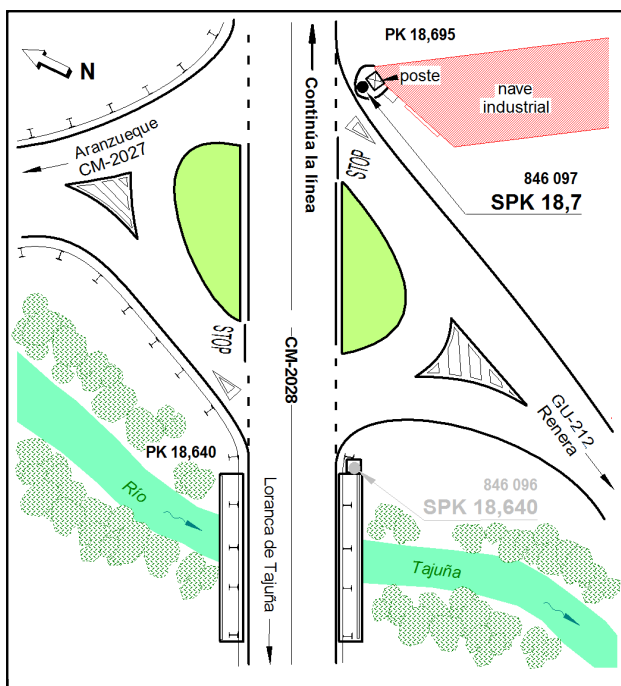 PK 18,695
N
poste
nave
industrial
Continúa la línea
Aranzueque
CM-2027
STOP
846 097
SPK 18,7
STOP
CM-2028
GU-212
Renera
PK 18,640
Río
Loranca de Tajuña
846 096
SPK 18,640
Tajuña